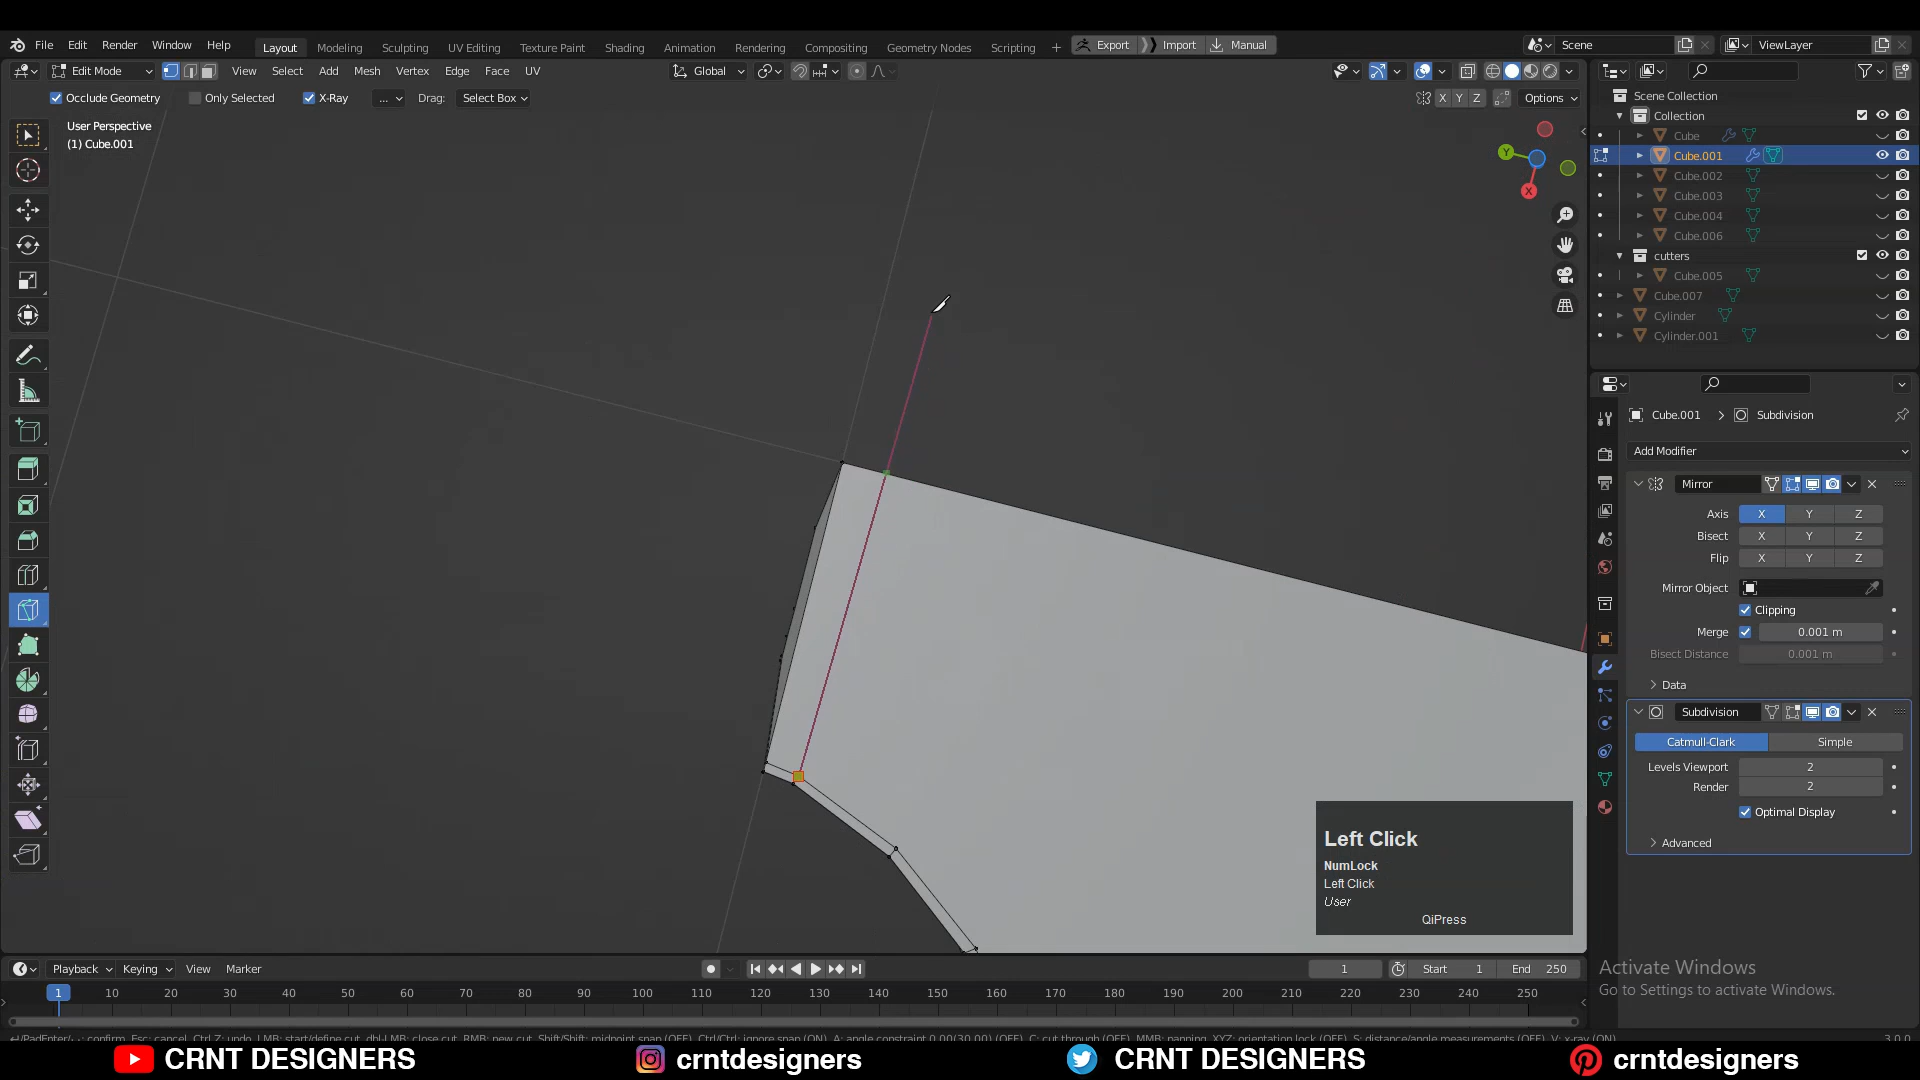 File Edit Render Window Help Layout Modeling Sculpting UV Editing Texture Paint Shading Animation Rendering Compositing Geometry Nodes Scripting + Export Import Manual Scene ViewLayer
Edit Mode View Select Add Mesh Vertex Edge Face UV Global
Occlude Geometry Only Selected X-Ray ... Drag: Select Box X Y Z Options
User Perspective
(1) Cube.001
Y
X
Scene Collection
Collection
Cube
Cube.001
Cube.002
Cube.003
Cube.004
Cube.006
cutters
Cube.005
Cube.007
Cylinder
Cylinder.001
Cube.001 > Subdivision
Add Modifier
Mirror
Axis X Y Z
Bisect X Y Z
Flip X Y Z
Mirror Object
Clipping
Merge 0.001 m
Bisect Distance 0.001 m
Data
Subdivision
Catmull-Clark Simple
Levels Viewport 2
Render 2
Optimal Display
Advanced
Left Click
NumLock
Left Click
User
QiPress
Playback Keying View Marker 1 Start 1 End 250
1 10 20 30 40 50 60 70 80 90 100 110 120 130 140 150 160 170 180 190 200 210 220 230 240 250
Activate Windows
Go to Settings to activate Windows.
CRNT DESIGNERS crntdesigners CRNT DESIGNERS crntdesigners